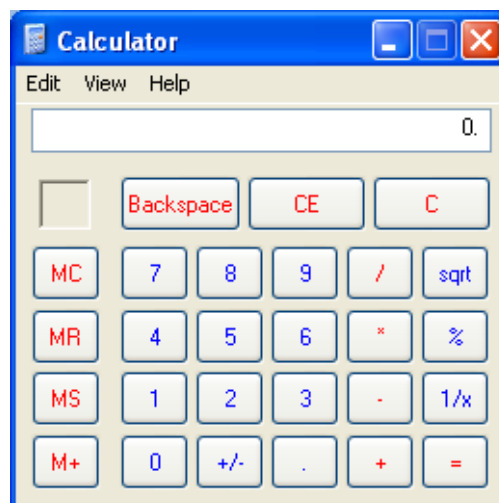 Calculator
Edit View Help
0.
Backspace CE C
MC 7 8 9 / sqrt
MR 4 5 6 * %
MS 1 2 3 - 1/x
M+ 0 +/- . + =